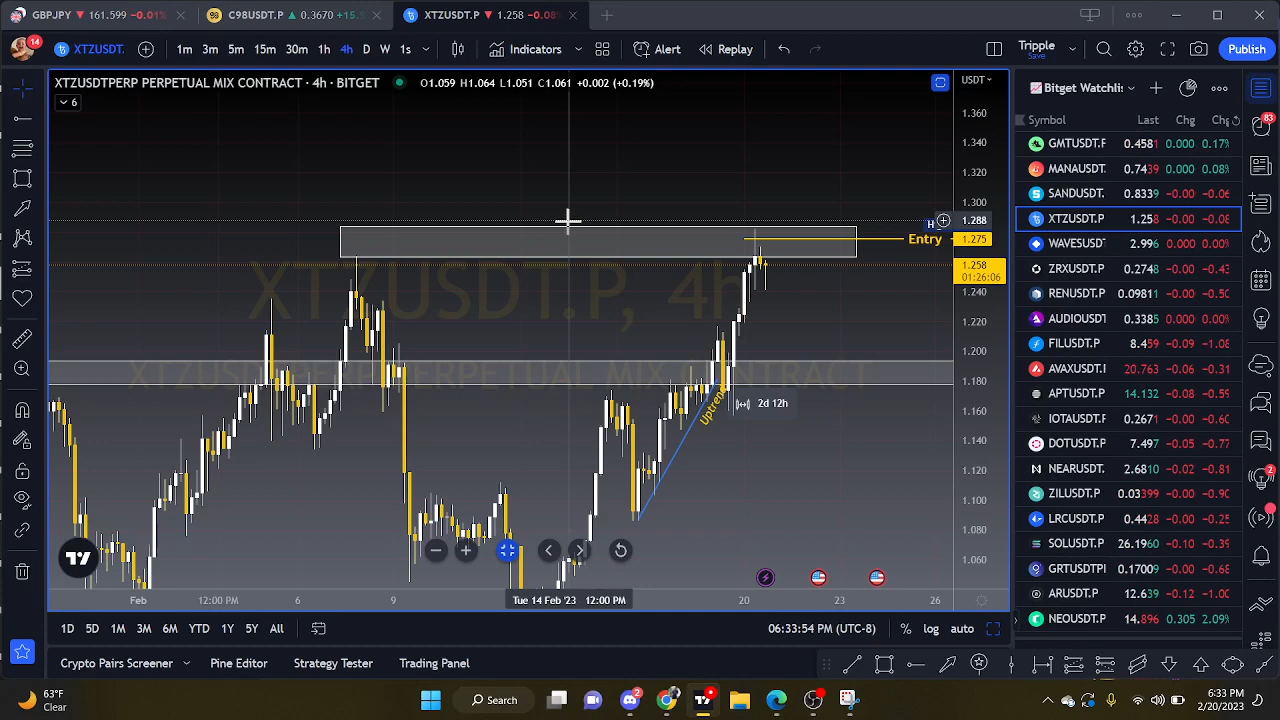 GBPJPY 161.599 -0.01%
C98USDT.P 0.3670 +15.5
XTZUSDT.P 1.258 -0.08%
14
XTZUSDT.
1m 3m 5m 15m 30m 1h 4h D W 1s
Indicators
Alert
Replay
Tripple
Save
Publish
XTZUSDTPERP PERPETUAL MIX CONTRACT · 4h · BITGET
O1.059 H1.064 L1.051 C1.061 +0.002 (+0.19%)
6
USDT
1.360
1.340
1.320
1.300
H 1.288
Entry 1.275
1.258
01:26:06
1.240
1.220
1.200
1.180
1.160
1.140
1.120
1.100
1.080
1.060
XTZUSDT.P, 4h
Uptrend
2d 12h
Feb 12:00 PM 6 9 Tue 14 Feb '23 12:00 PM 20 23 26
1D 5D 1M 3M 6M YTD 1Y 5Y All
06:33:54 PM (UTC-8) % log auto
Crypto Pairs Screener Pine Editor Strategy Tester Trading Panel
Bitget Watchli
Symbol Last Chg Chg
GMTUSDT.F 0.4581 0.000 0.17%
MANAUSDT. 0.7439 0.000 0.08%
SANDUSDT. 0.8339 -0.00 -0.06
XTZUSDT.P 1.258 -0.00 -0.08
WAVESUSDT 2.996 0.000 0.00%
ZRXUSDT.P 0.2748 -0.00 -0.43
RENUSDT.P 0.09811 -0.00 -0.50
AUDIOUSDT 0.3385 0.000 0.00%
FILUSDT.P 8.459 -0.09 -1.08
AVAXUSDT.I 20.763 -0.06 -0.31
APTUSDT.P 14.132 -0.08 -0.59
IOTAUSDT.P 0.2671 -0.00 -0.60
DOTUSDT.P 7.497 -0.05 -0.77
NEARUSDT. 2.6810 -0.02 -0.81
ZILUSDT.P 0.03399 -0.00 -0.90
LRCUSDT.P 0.4428 -0.00 -0.25
SOLUSDT.P 26.1960 -0.10 -0.39
GRTUSDTPI 0.17009 -0.00 -0.23
ARUSDT.P 12.639 -0.12 -1.00
NEOUSDT.P 14.896 0.305 2.09%
83
2
63°F
Clear
Search
2
6:33 PM
2/20/2023